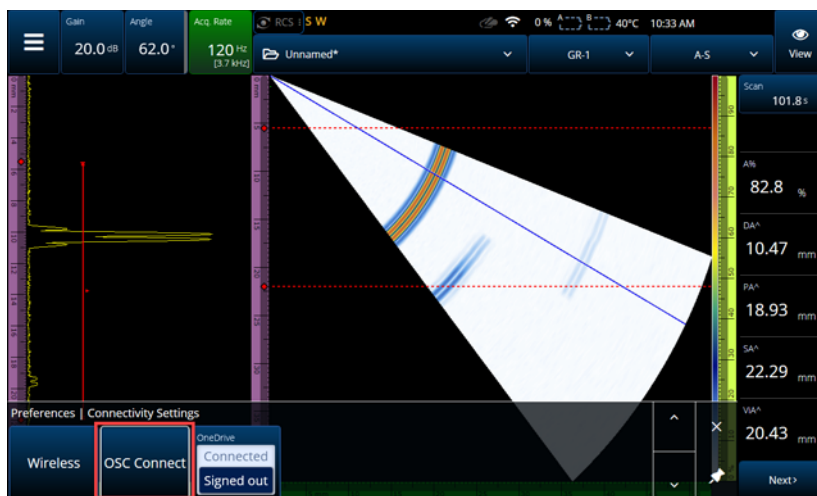 Gain
20.0 dB
Angle
62.0 °
Acq. Rate
120 Hz
[3.7 kHz]
RCS I S W
0 % A B 40°C 10:33 AM
Unnamed*
GR-1
A-S
View
Scan
101.8 s
A%
82.8 %
DA^
10.47 mm
PA^
18.93 mm
SA^
22.29 mm
ViA^
20.43 mm
Next>
Preferences | Connectivity Settings
Wireless
OSC Connect
OneDrive
Connected
Signed out